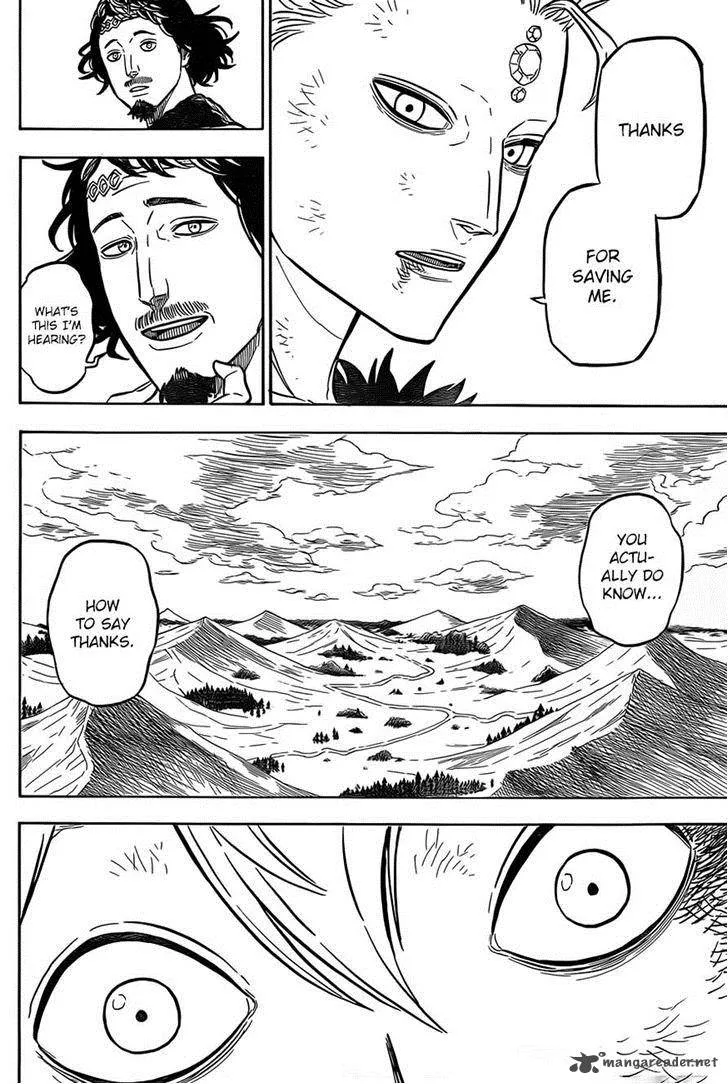 THANKS
FOR
SAVING
ME.
WHAT'S
THIS I'M
HEARING?
YOU
ACTU-
ALLY DO
KNOW...
HOW
TO SAY
THANKS.
mangareader.net